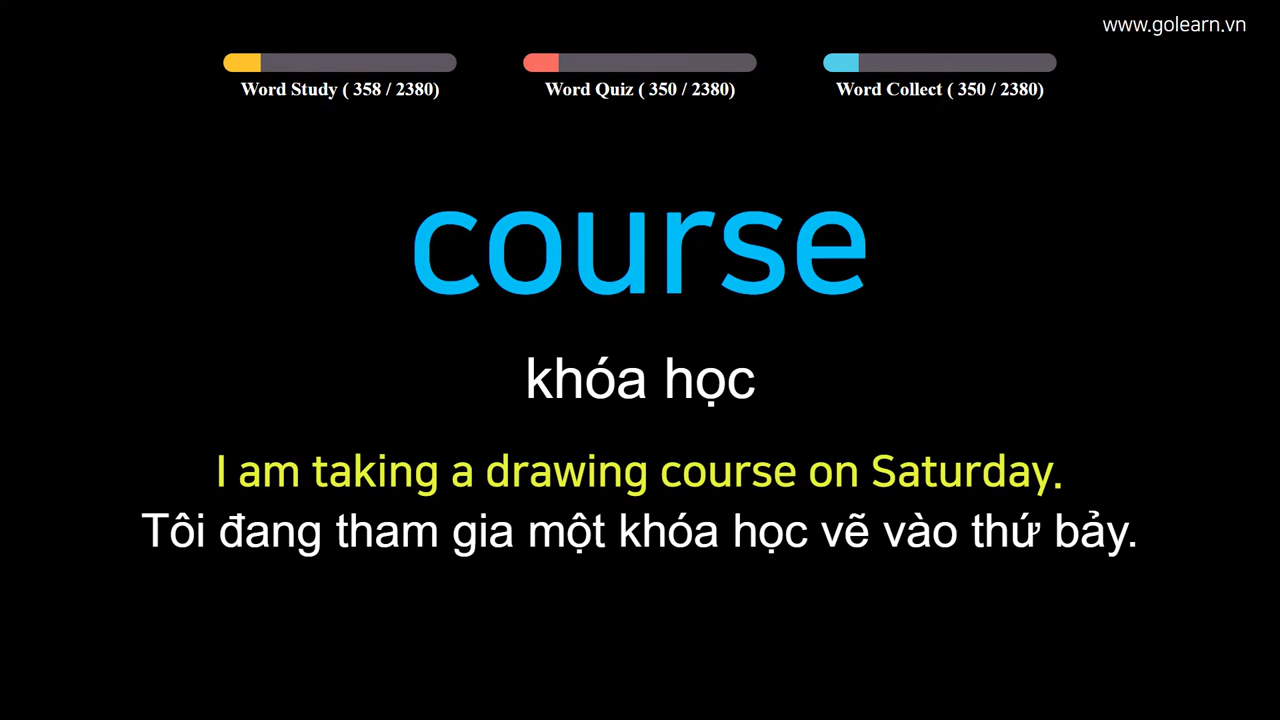 www.golearn.vn
Word Study ( 358 / 2380)
Word Quiz ( 350 / 2380)
Word Collect ( 350 / 2380)
course
khóa học
I am taking a drawing course on Saturday.
Tôi đang tham gia một khóa học vẽ vào thứ bảy.